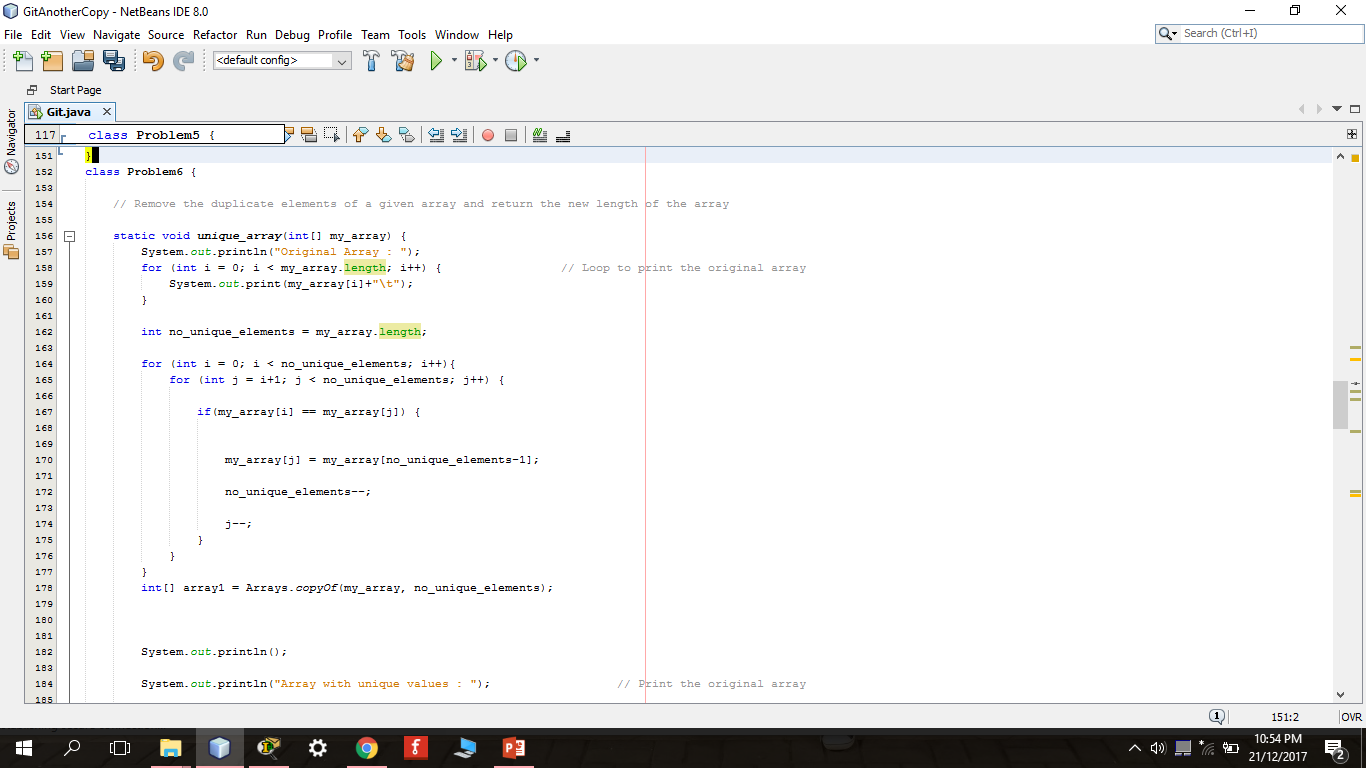 GitAnotherCopy - NetBeans IDE 8.0
File Edit View Navigate Source Refactor Run Debug Profile Team Tools Window Help
Search (Ctrl+I)
<default config>
Start Page
Git.java
Navigator
Projects
117 class Problem5 {
151 }
152 class Problem6 {
153
154 // Remove the duplicate elements of a given array and return the new length of the array
155
156 static void unique_array(int[] my_array) {
157 System.out.println("Original Array : ");
158 for (int i = 0; i < my_array.length; i++) { // Loop to print the original array
159 System.out.print(my_array[i]+"\t");
160 }
161
162 int no_unique_elements = my_array.length;
163
164 for (int i = 0; i < no_unique_elements; i++){
165 for (int j = i+1; j < no_unique_elements; j++) {
166
167 if(my_array[i] == my_array[j]) {
168
169
170 my_array[j] = my_array[no_unique_elements-1];
171
172 no_unique_elements--;
173
174 j--;
175 }
176 }
177 }
178 int[] array1 = Arrays.copyOf(my_array, no_unique_elements);
179
180
181
182 System.out.println();
183
184 System.out.println("Array with unique values : "); // Print the original array
185
1
151:2
OVR
10:54 PM
21/12/2017
2